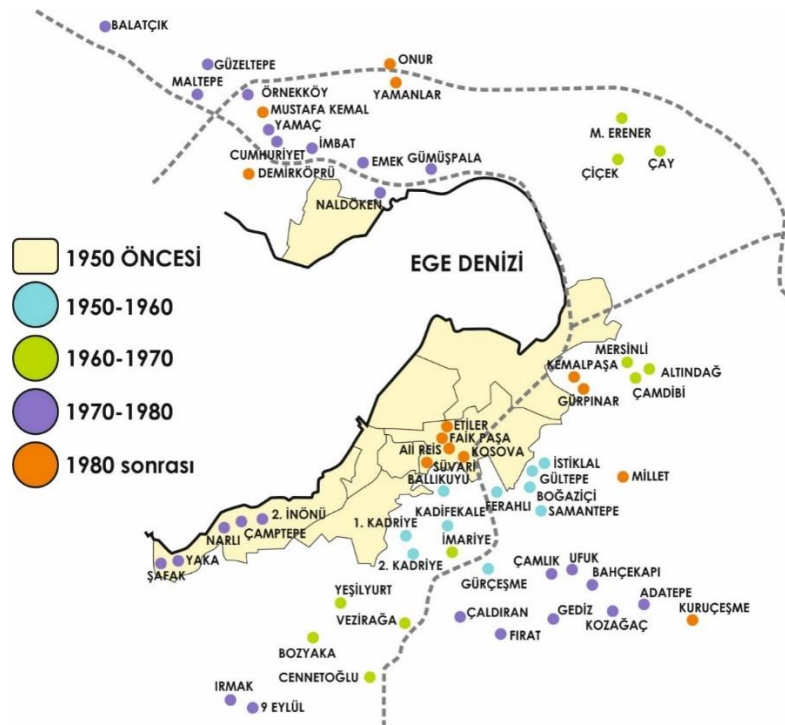 BALATÇIK
GÜZELTEPE
MALTEPE
ÖRNEKKÖY
ONUR
YAMANLAR
MUSTAFA KEMAL
YAMAÇ
CUMHURİYET
İMBAT
DEMİRKÖPRÜ
EMEK
GÜMÜŞPALA
NALDÖKEN
M. ERENER
ÇİÇEK
ÇAY
EGE DENİZİ
1950 ÖNCESİ
1950-1960
1960-1970
1970-1980
1980 sonrası
MERSİNLİ
KEMALPAŞA
ALTINDAĞ
ÇAMDİBİ
GÜRPINAR
ETİLER
FAİK PAŞA
Alİ REİS
KOSOVA
SÜVARİ
BALLIKUYU
İSTİKLAL
GÜLTEPE
MİLLET
BOĞAZİÇİ
FERAHLI
SAMANTEPE
KADİFEKALE
1. KADRİYE
İMARİYE
2. KADRİYE
GÜRÇEŞME
2. İNÖNÜ
ÇAMPTEPE
NARLI
YAKA
ŞAFAK
ÇAMLIK
UFUK
BAHÇEKAPI
ADATEPE
KURUÇEŞME
KOZAĞAÇ
GEDİZ
ÇALDIRAN
FIRAT
YEŞİLYURT
VEZİRAĞA
BOZYAKA
CENNETOĞLU
IRMAK
9 EYLÜL